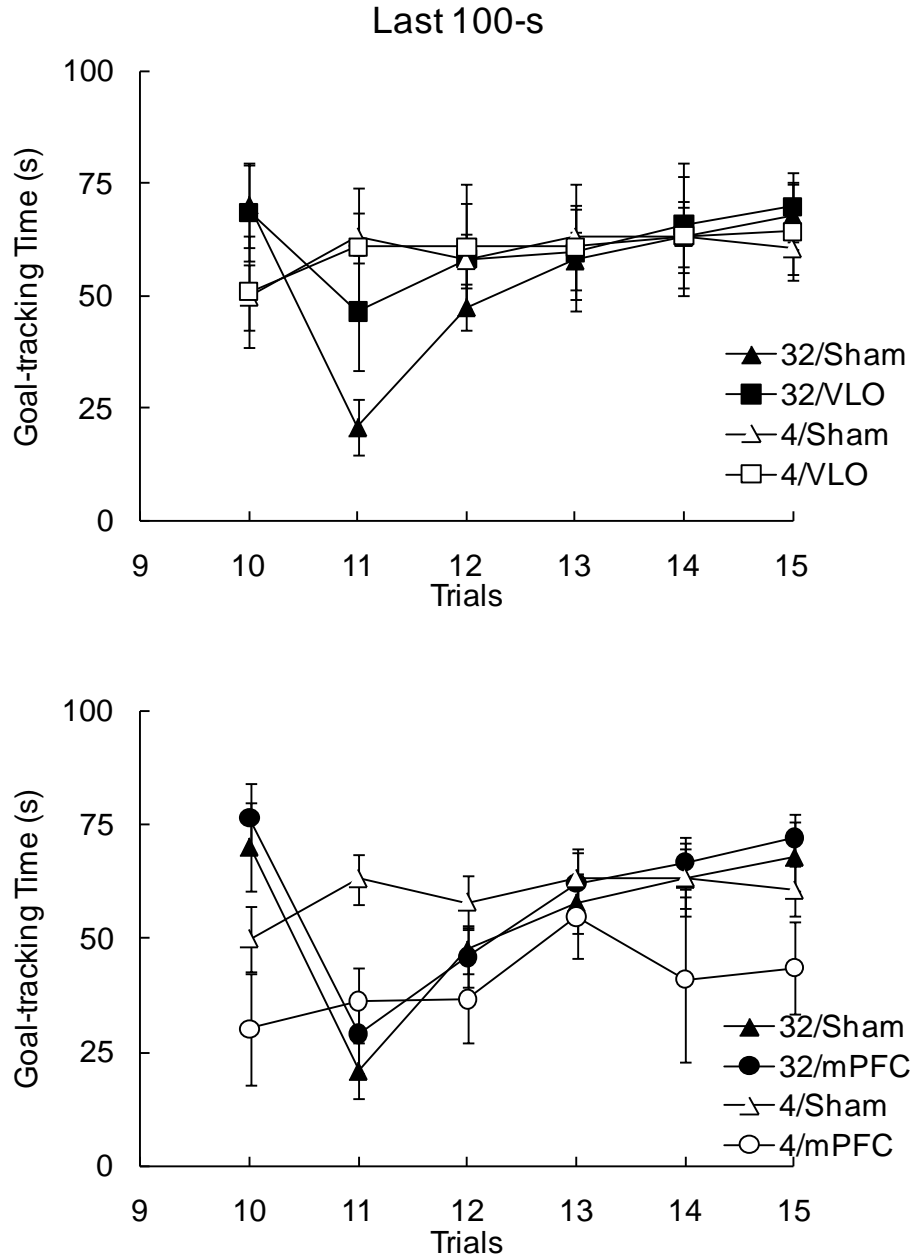 Last 100-s
100
75
50
25
0
Goal-tracking Time (s)
32/Sham
32/VLO
4/Sham
4/VLO
9 10 11 12 13 14 15
Trials
100
75
50
25
0
Goal-tracking Time (s)
32/Sham
32/mPFC
4/Sham
4/mPFC
9 10 11 12 13 14 15
Trials